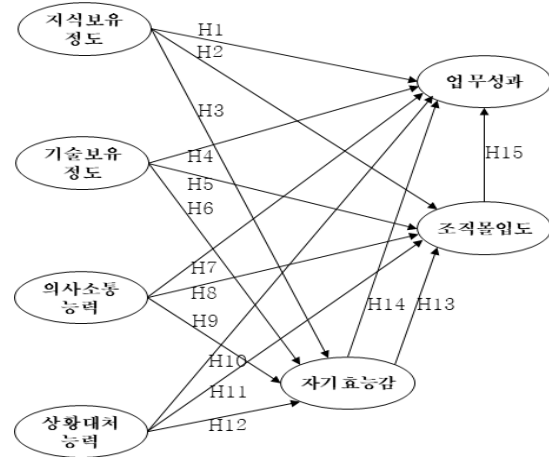 지식보유
정도
기술보유
정도
의사소통
능력
상황대처
능력
H1
H2
H3
H4
H5
H6
H7
H8
H9
H10
H11
H12
H14
H13
H15
업무성과
조직몰입도
자기효능감